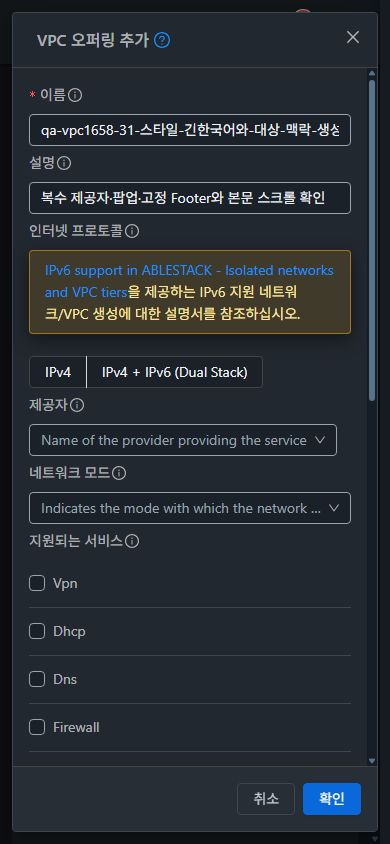 VPC 오퍼링 추가
* 이름
qa-vpc1658-31-스타일-긴한국어와-대상-맥락-생성
설명
복수 제공자·팝업·고정 Footer와 본문 스크롤 확인
인터넷 프로토콜
IPv6 support in ABLESTACK - Isolated networks
and VPC tiers을 제공하는 IPv6 지원 네트워
크/VPC 생성에 대한 설명서를 참조하십시오.
IPv4
IPv4 + IPv6 (Dual Stack)
제공자
Name of the provider providing the service
네트워크 모드
Indicates the mode with which the network ...
지원되는 서비스
Vpn
Dhcp
Dns
Firewall
취소
확인